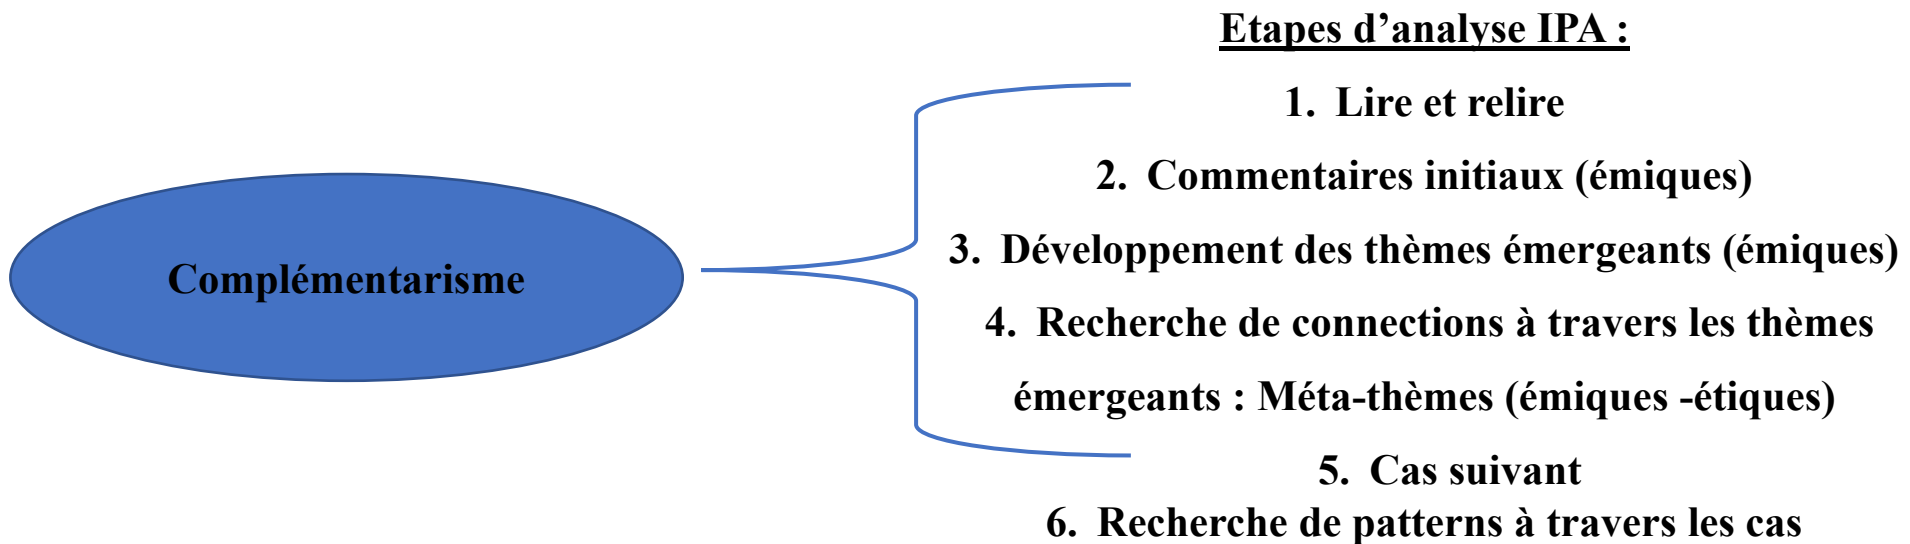 Etapes d’analyse IPA :
1. Lire et relire
2. Commentaires initiaux (émiques)
3. Développement des thèmes émergeants (émiques)
Complémentarisme
4. Recherche de connections à travers les thèmes
émergeants : Méta-thèmes (émiques -étiques)
5. Cas suivant
6. Recherche de patterns à travers les cas